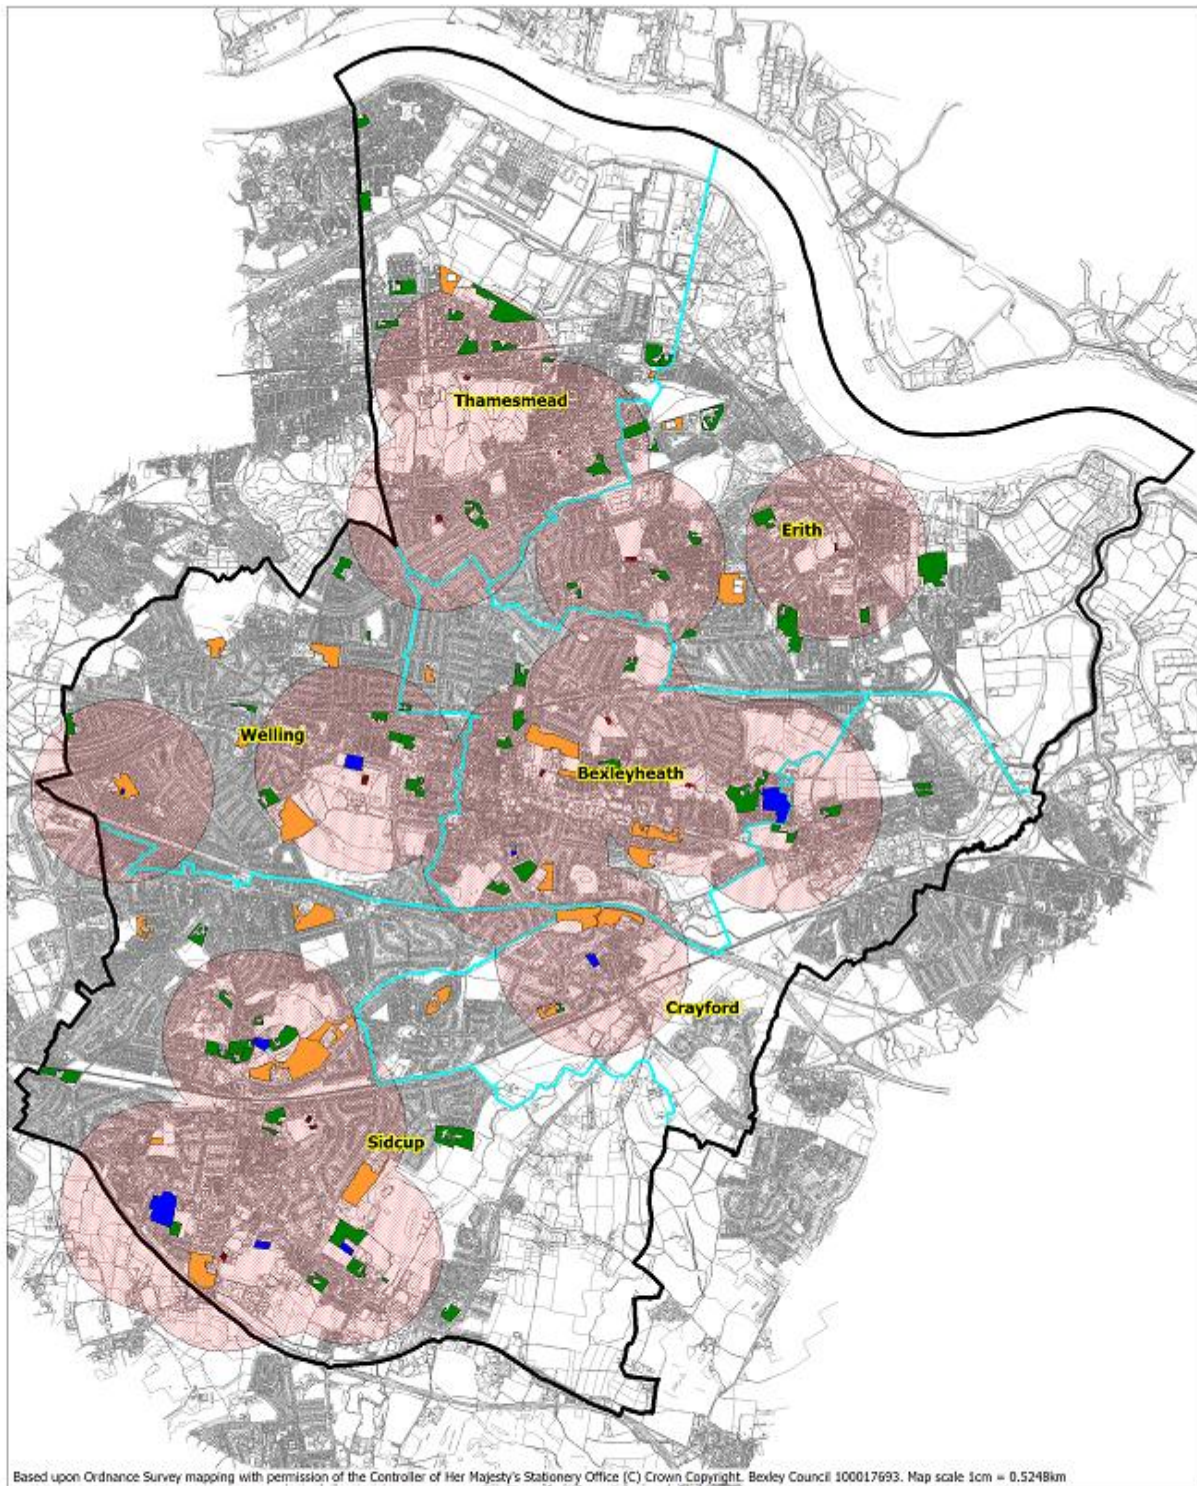 Thamesmead
Erith
Welling
Bexleyheath
Crayford
Sidcup
Based upon Ordnance Survey mapping with permission of the Controller of Her Majesty's Stationery Office (C) Crown Copyright. Bexley Council 100017693. Map scale 1cm = 0.5248km